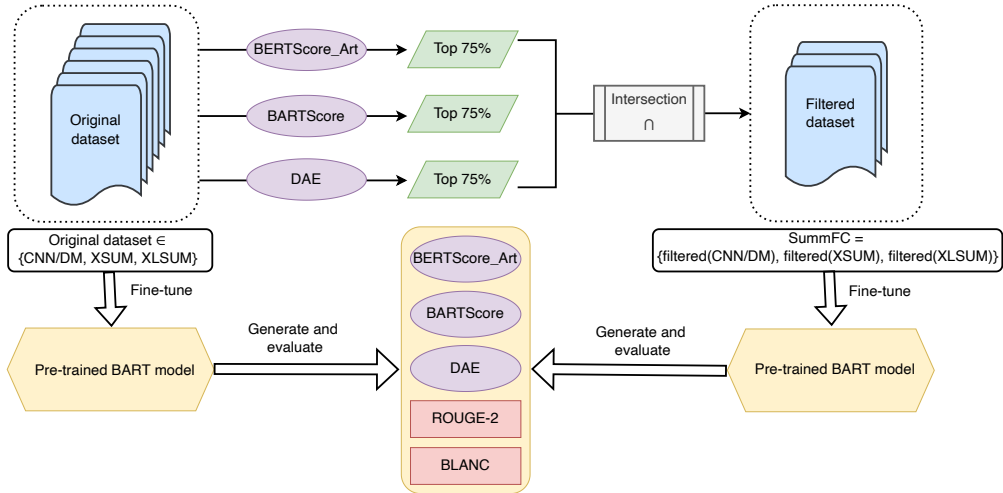 Original
dataset
BERTScore_Art
Top 75%
BARTScore
Top 75%
DAE
Top 75%
Intersection
∩
Filtered
dataset
Original dataset ∈
{CNN/DM, XSUM, XLSUM}
SummFC =
{filtered(CNN/DM), filtered(XSUM), filtered(XLSUM)}
Fine-tune
Fine-tune
Pre-trained BART model
Generate and
evaluate
BERTScore_Art
BARTScore
DAE
ROUGE-2
BLANC
Generate and
evaluate
Pre-trained BART model